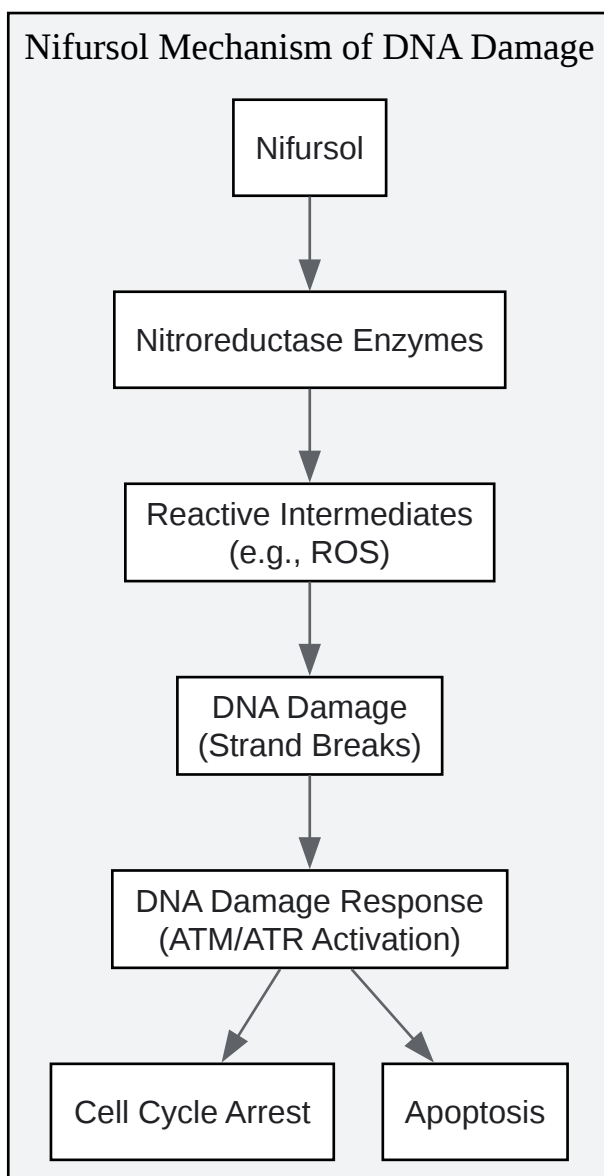 Nifursol Mechanism of DNA Damage
Nifursol
Nitroreductase Enzymes
Reactive Intermediates
(e.g., ROS)
DNA Damage
(Strand Breaks)
DNA Damage Response
(ATM/ATR Activation)
Cell Cycle Arrest
Apoptosis